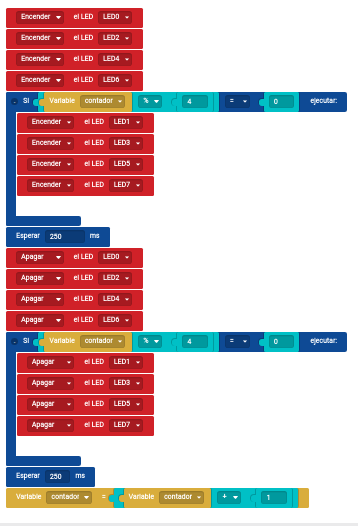 Encender el LED LED0
Encender el LED LED2
Encender el LED LED4
Encender el LED LED6
Si Variable contador % 4 = 0 ejecutar:
Encender el LED LED1
Encender el LED LED3
Encender el LED LED5
Encender el LED LED7
Esperar 250 ms
Apagar el LED LED0
Apagar el LED LED2
Apagar el LED LED4
Apagar el LED LED6
Si Variable contador % 4 = 0 ejecutar:
Apagar el LED LED1
Apagar el LED LED3
Apagar el LED LED5
Apagar el LED LED7
Esperar 250 ms
Variable contador = Variable contador + 1